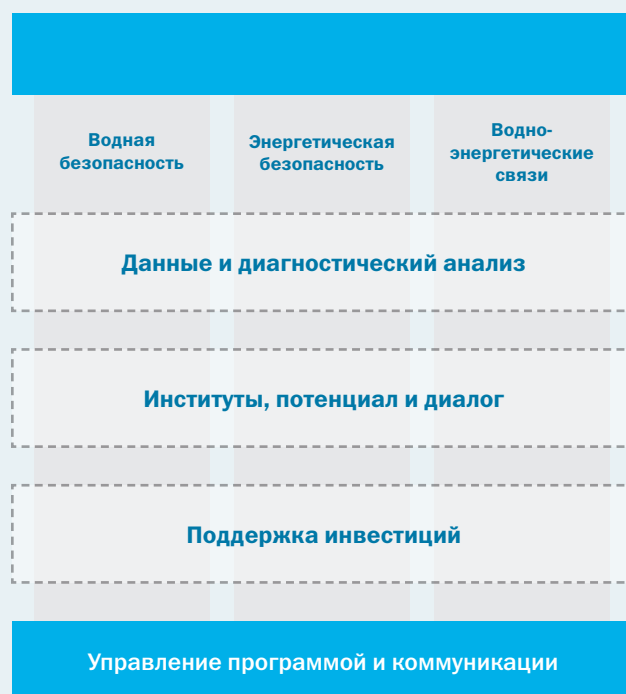 Водная
безопасность
Энергетическая
безопасность
Водно-
энергетические
связи
Данные и диагностический анализ
Институты, потенциал и диалог
Поддержка инвестиций
Управление программой и коммуникации